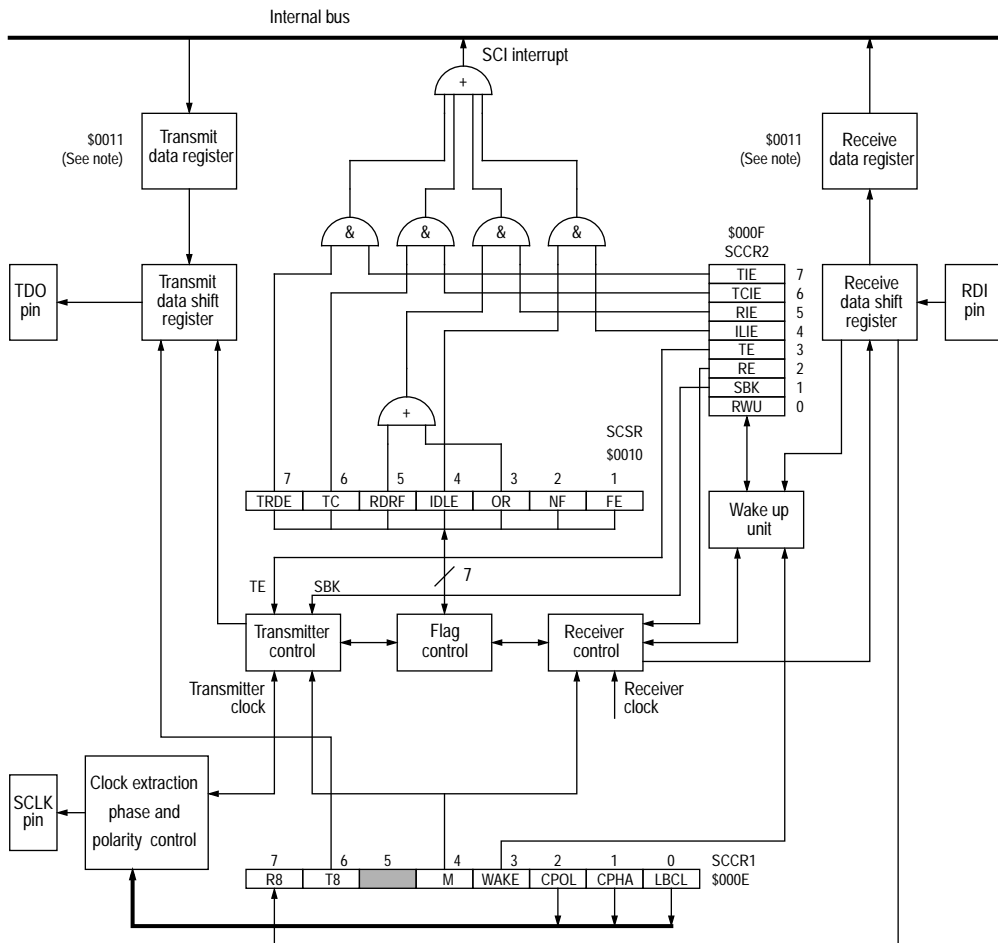 Internal bus
SCI interrupt
+
$0011
(See note)
Transmit
data register
$0011
(See note)
Receive
data register
&
&
&
&
$000F
SCCR2
TDO
pin
Transmit
data shift
register
TIE 7
TCIE 6
RIE 5
ILIE 4
TE 3
RE 2
SBK 1
RWU 0
Receive
data shift
register
RDI
pin
+
SCSR
$0010
7 6 5 4 3 2 1
TRDE TC RDRF IDLE OR NF FE
Wake up
unit
7
TE
SBK
Transmitter
control
Flag
control
Receiver
control
Transmitter
clock
Receiver
clock
SCLK
pin
Clock extraction
phase and
polarity control
7 6 5 4 3 2 1 0
SCCR1
R8 T8 M WAKE CPOL CPHA LBCL
$000E